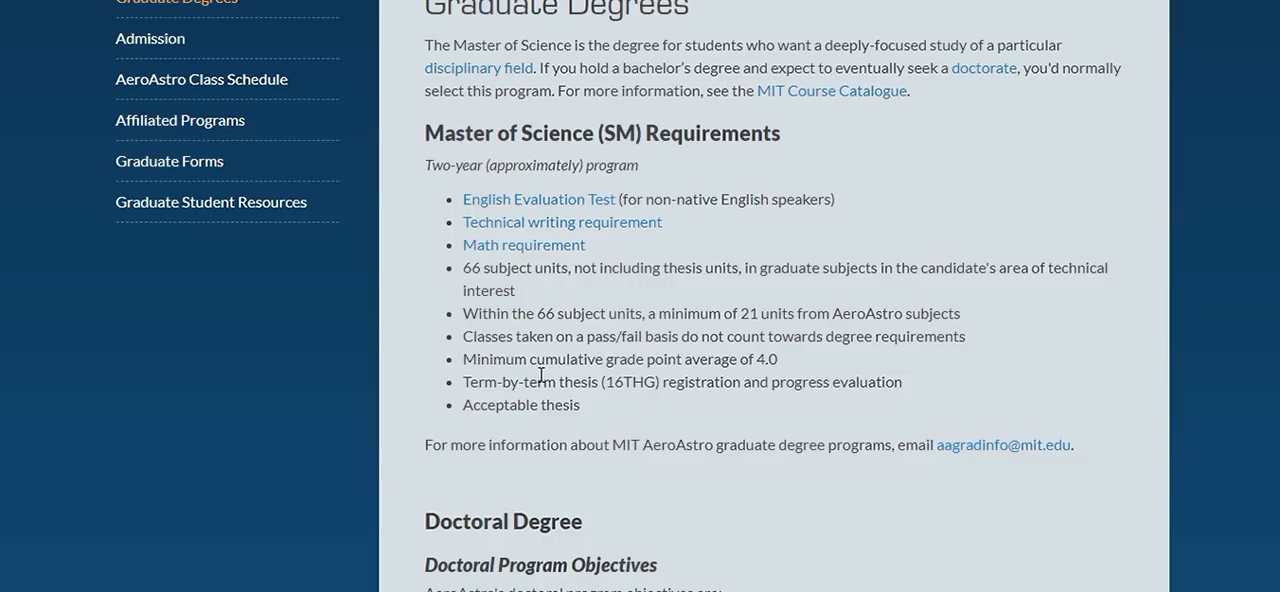 Graduate Degrees
Admission
AeroAstro Class Schedule
Affiliated Programs
Graduate Forms
Graduate Student Resources
Graduate Degrees
The Master of Science is the degree for students who want a deeply-focused study of a particular
disciplinary field. If you hold a bachelor’s degree and expect to eventually seek a doctorate, you'd normally
select this program. For more information, see the MIT Course Catalogue.
Master of Science (SM) Requirements
Two-year (approximately) program
• English Evaluation Test (for non-native English speakers)
• Technical writing requirement
• Math requirement
• 66 subject units, not including thesis units, in graduate subjects in the candidate's area of technical
interest
• Within the 66 subject units, a minimum of 21 units from AeroAstro subjects
• Classes taken on a pass/fail basis do not count towards degree requirements
• Minimum cumulative grade point average of 4.0
• Term-by-term thesis (16THG) registration and progress evaluation
• Acceptable thesis
For more information about MIT AeroAstro graduate degree programs, email aagradinfo@mit.edu.
Doctoral Degree
Doctoral Program Objectives
AeroAstro's doctoral program objectives are: